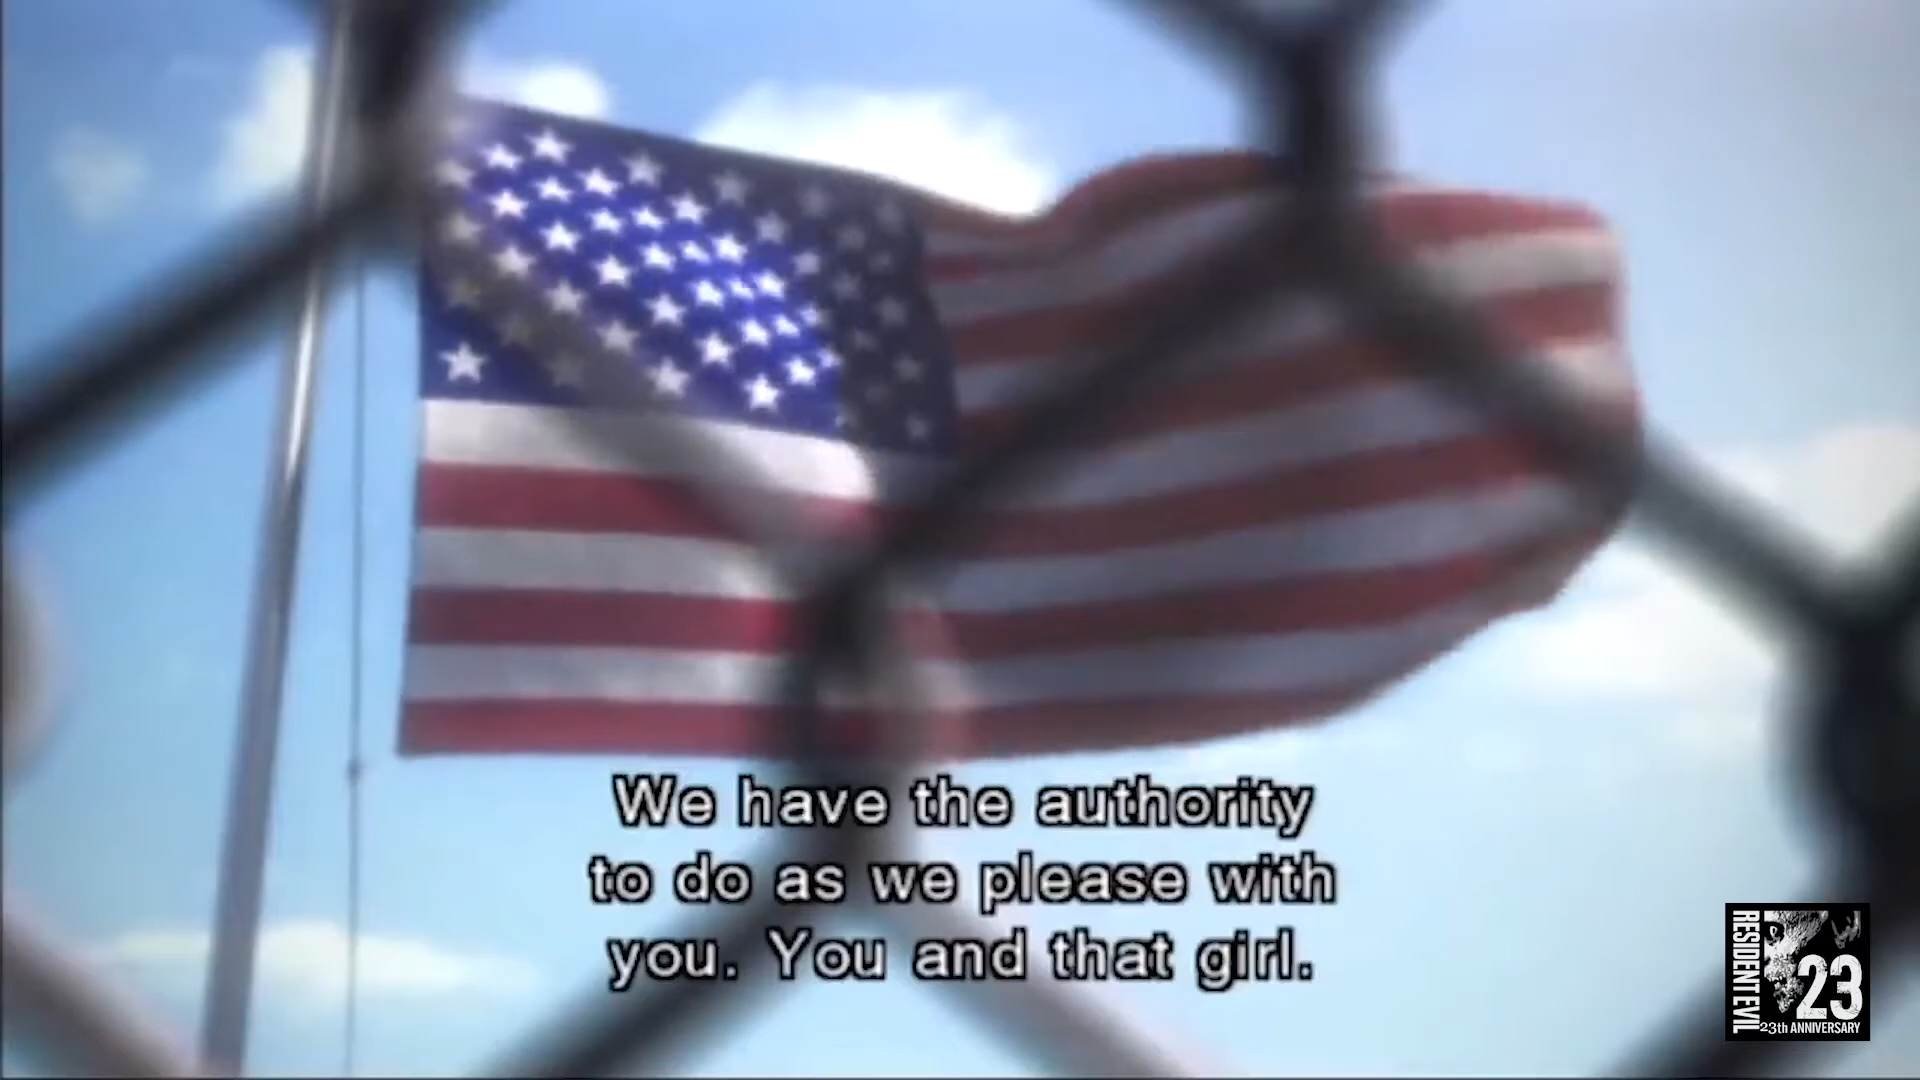 We have the authority
to do as we please with
you. You and that girl.
RESIDENT EVIL
23
23th ANNIVERSARY